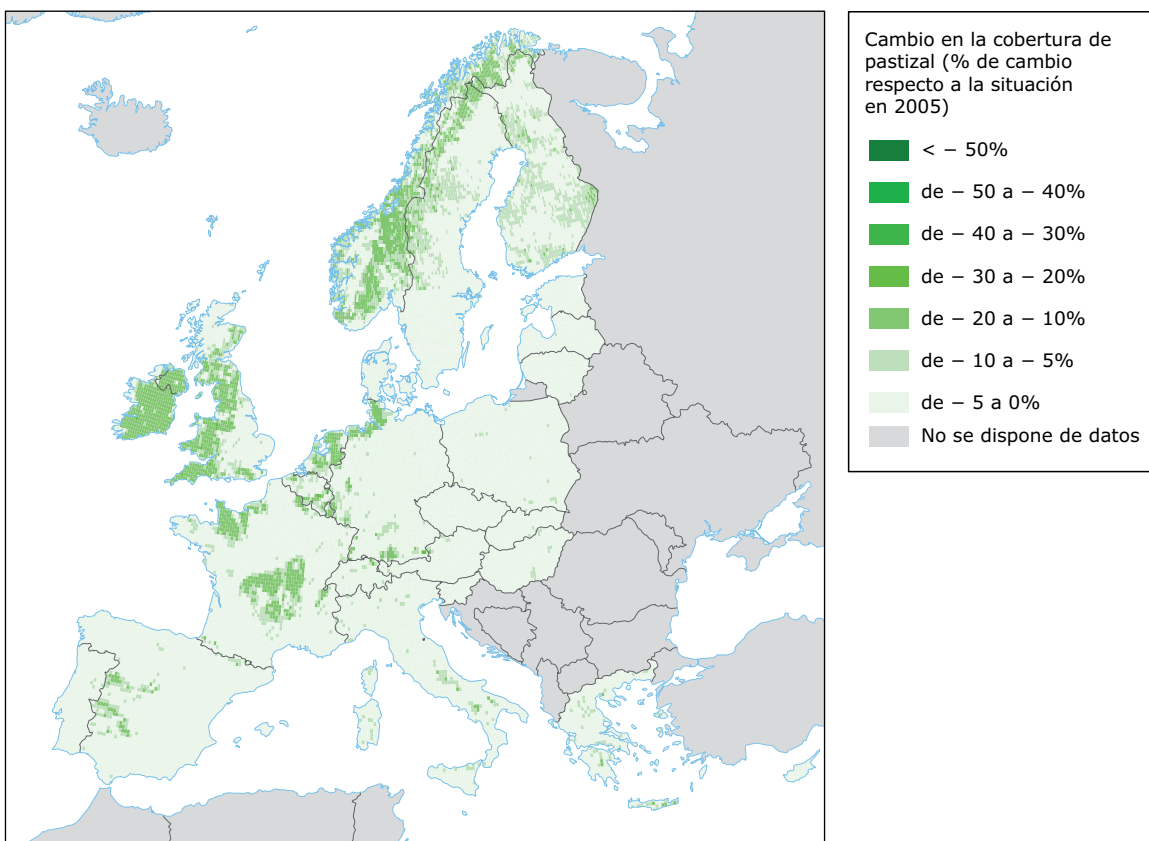 Cambio en la cobertura de
pastizal (% de cambio
respecto a la situación
en 2005)
< − 50%
de − 50 a − 40%
de − 40 a − 30%
de − 30 a − 20%
de − 20 a − 10%
de − 10 a − 5%
de − 5 a 0%
No se dispone de datos